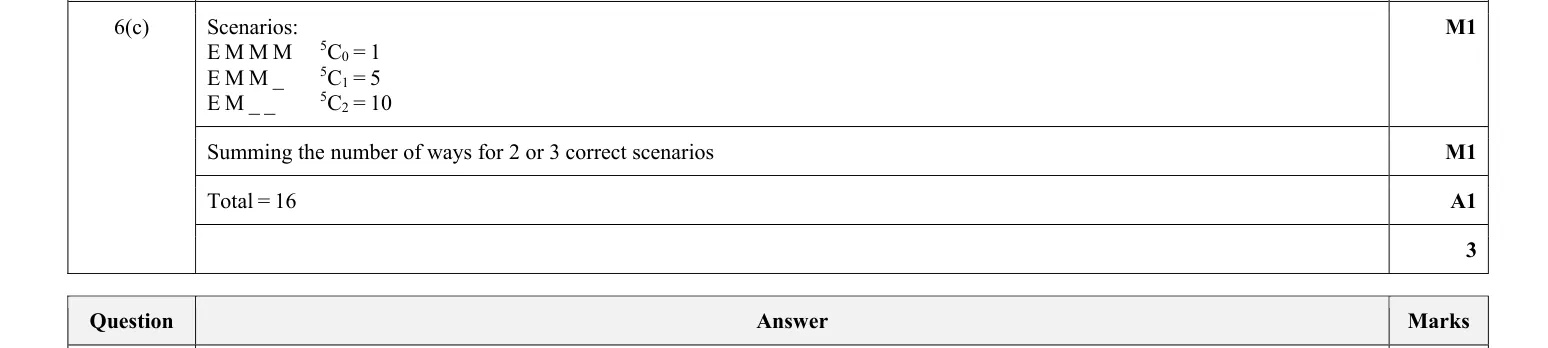 6(c) Scenarios: M1
E M M M ⁵C₀ = 1
E M M _ ⁵C₁ = 5
E M _ _ ⁵C₂ = 10
Summing the number of ways for 2 or 3 correct scenarios M1
Total = 16 A1
3
Question Answer Marks